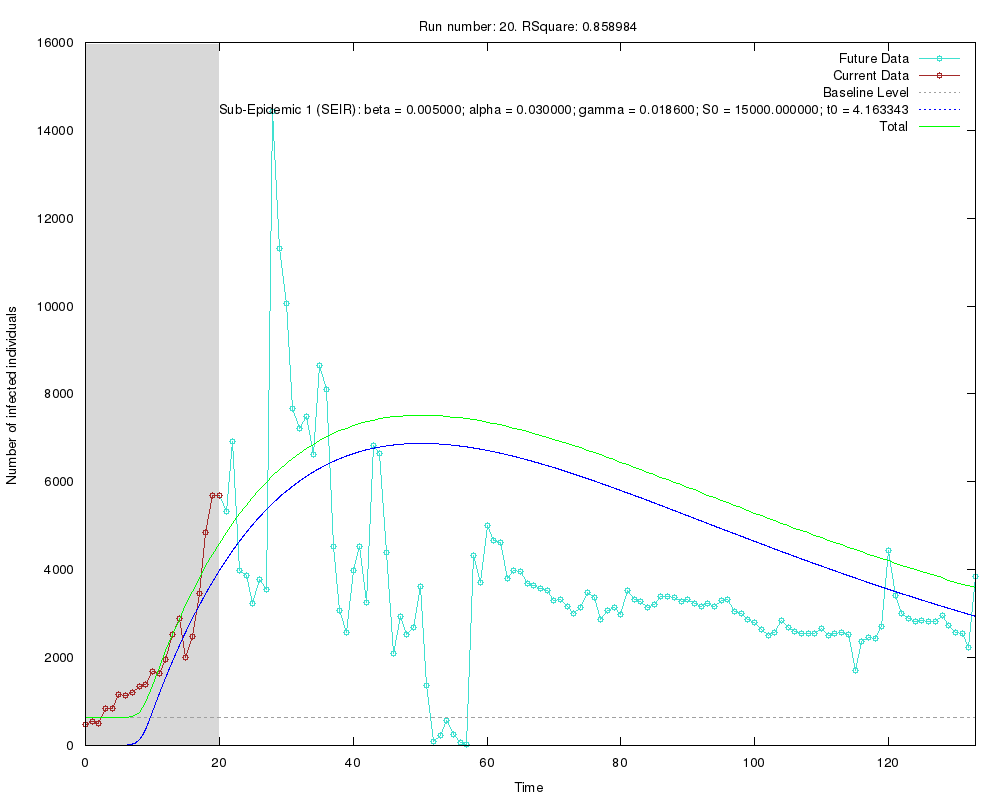 Run number: 20. RSquare: 0.858984
Future Data
Current Data
Baseline Level
Sub-Epidemic 1 (SEIR): beta = 0.005000; alpha = 0.030000; gamma = 0.018600; S0 = 15000.000000; t0 = 4.163343
Total
16000
14000
12000
10000
8000
6000
4000
2000
0
Number of infected individuals
0 20 40 60 80 100 120
Time